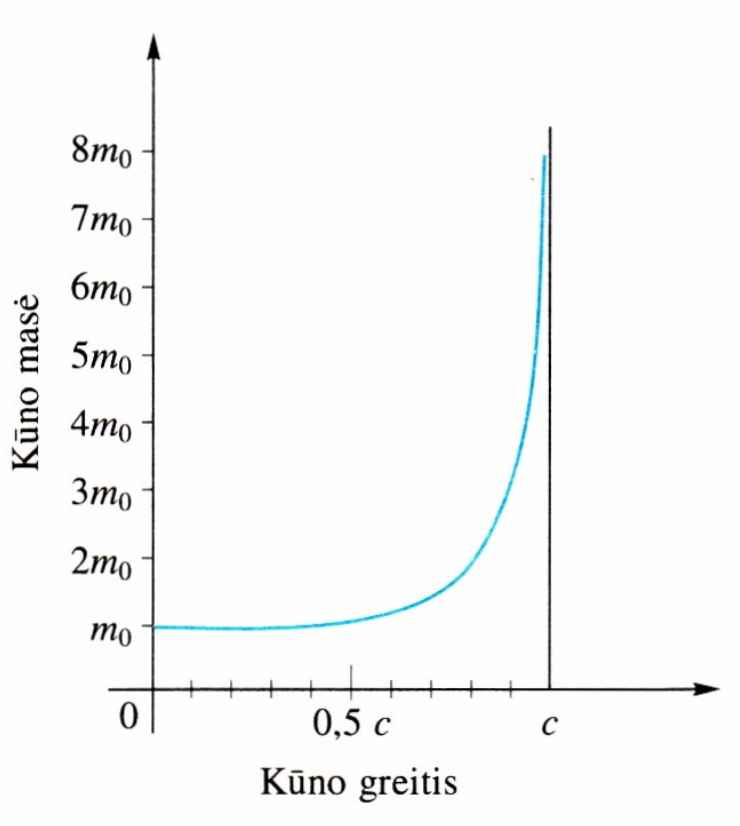 8m₀
7m₀
6m₀
5m₀
4m₀
3m₀
2m₀
m₀
Kūno masė
0
0,5 c
c
Kūno greitis